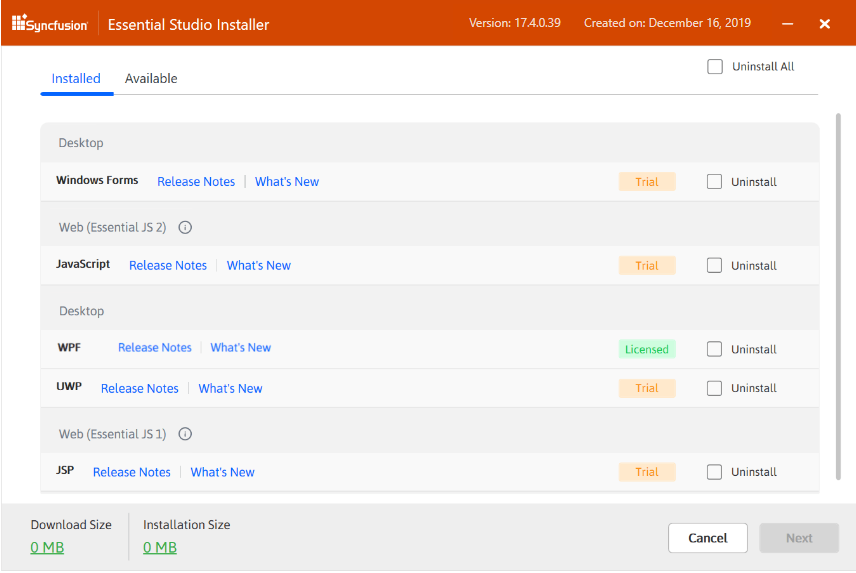 Syncfusion Essential Studio Installer Version: 17.4.0.39 Created on: December 16, 2019
Installed Available Uninstall All
Desktop
Windows Forms Release Notes What's New Trial Uninstall
Web (Essential JS 2)
JavaScript Release Notes What's New Trial Uninstall
Desktop
WPF Release Notes What's New Licensed Uninstall
UWP Release Notes What's New Trial Uninstall
Web (Essential JS 1)
JSP Release Notes What's New Trial Uninstall
Download Size Installation Size
0 MB 0 MB
Cancel Next